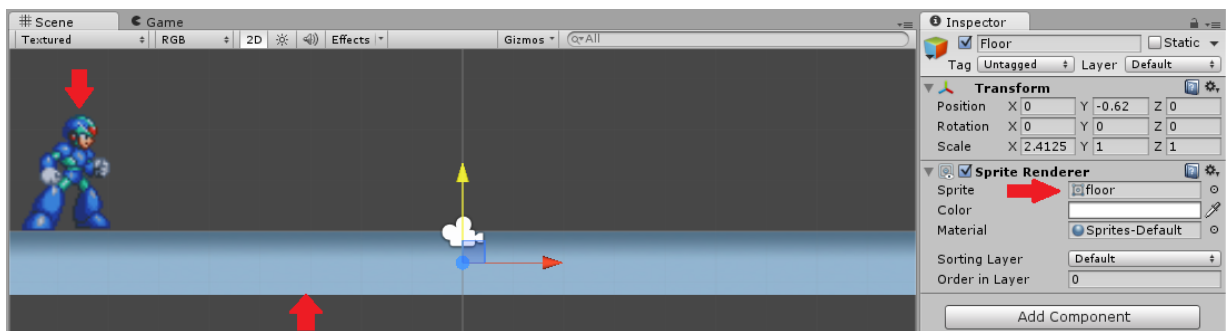 # Scene
Game
Textured
RGB
2D
Effects
Gizmos
All
Inspector
Floor
Static
Tag Untagged Layer Default
Transform
Position X 0 Y -0.62 Z 0
Rotation X 0 Y 0 Z 0
Scale X 2.4125 Y 1 Z 1
Sprite Renderer
Sprite floor
Color
Material Sprites-Default
Sorting Layer Default
Order in Layer 0
Add Component